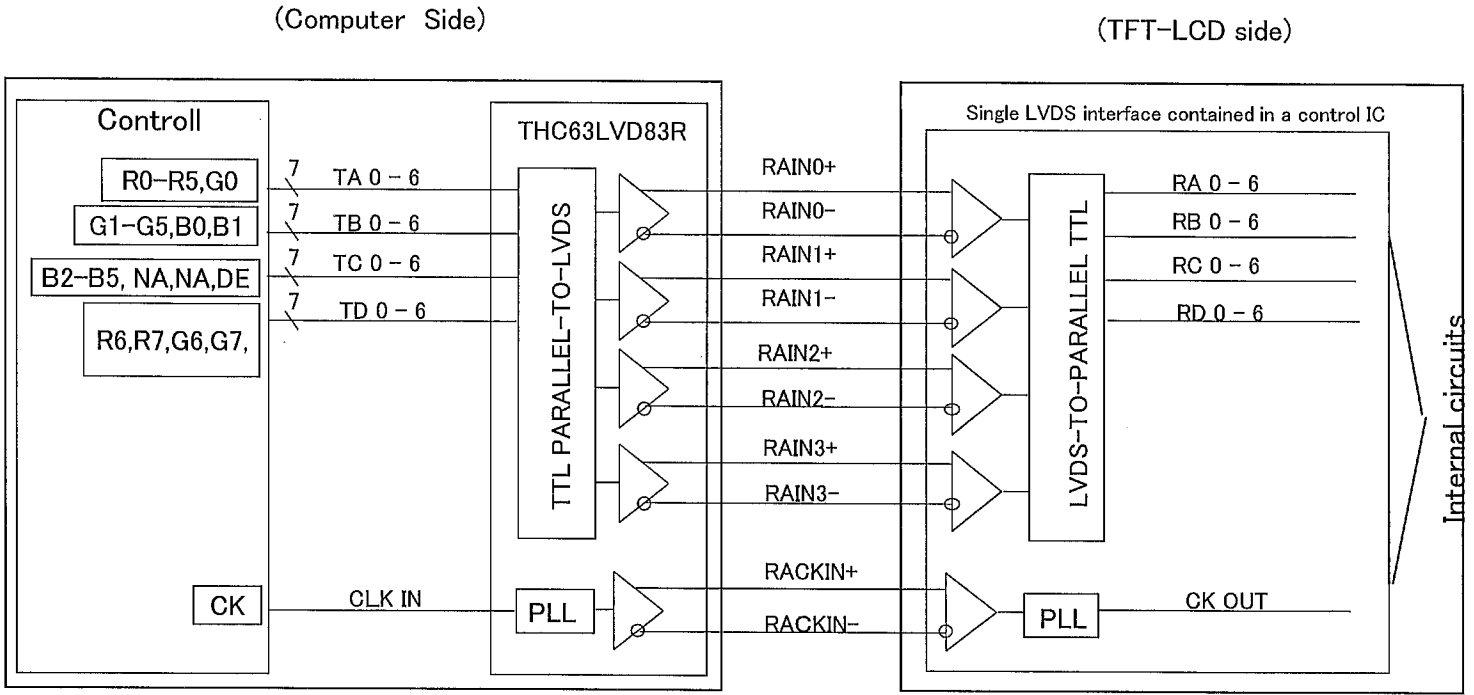 (Computer Side)
(TFT-LCD side)
Controll
THC63LVD83R
Single LVDS interface contained in a control IC
R0-R5,G0
7
TA 0 - 6
G1-G5,B0,B1
7
TB 0 - 6
B2-B5, NA,NA,DE
7
TC 0 - 6
R6,R7,G6,G7,
7
TD 0 - 6
TTL PARALLEL-TO-LVDS
RAIN0+
RAIN0-
RAIN1+
RAIN1-
RAIN2+
RAIN2-
RAIN3+
RAIN3-
LVDS-TO-PARALLEL TTL
RA 0 - 6
RB 0 - 6
RC 0 - 6
RD 0 - 6
Internal circuits
CK
CLK IN
PLL
RACKIN+
RACKIN-
PLL
CK OUT